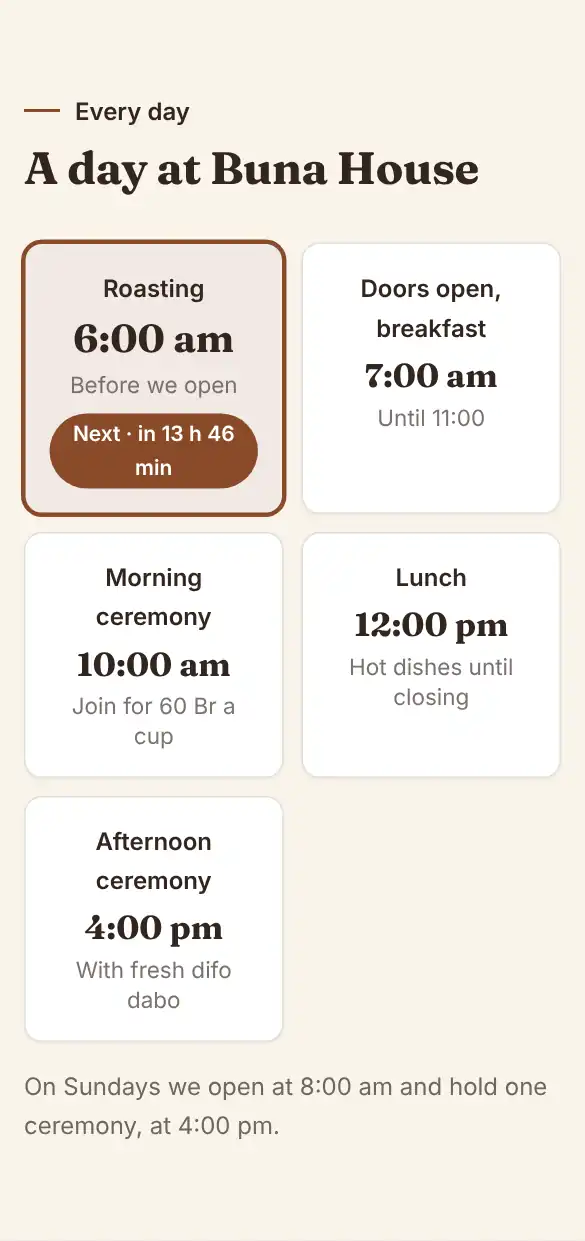 Every day
A day at Buna House
Roasting
6:00 am
Before we open
Next · in 13 h 46
min
Doors open,
breakfast
7:00 am
Until 11:00
Morning
ceremony
10:00 am
Join for 60 Br a
cup
Lunch
12:00 pm
Hot dishes until
closing
Afternoon
ceremony
4:00 pm
With fresh difo
dabo
On Sundays we open at 8:00 am and hold one
ceremony, at 4:00 pm.